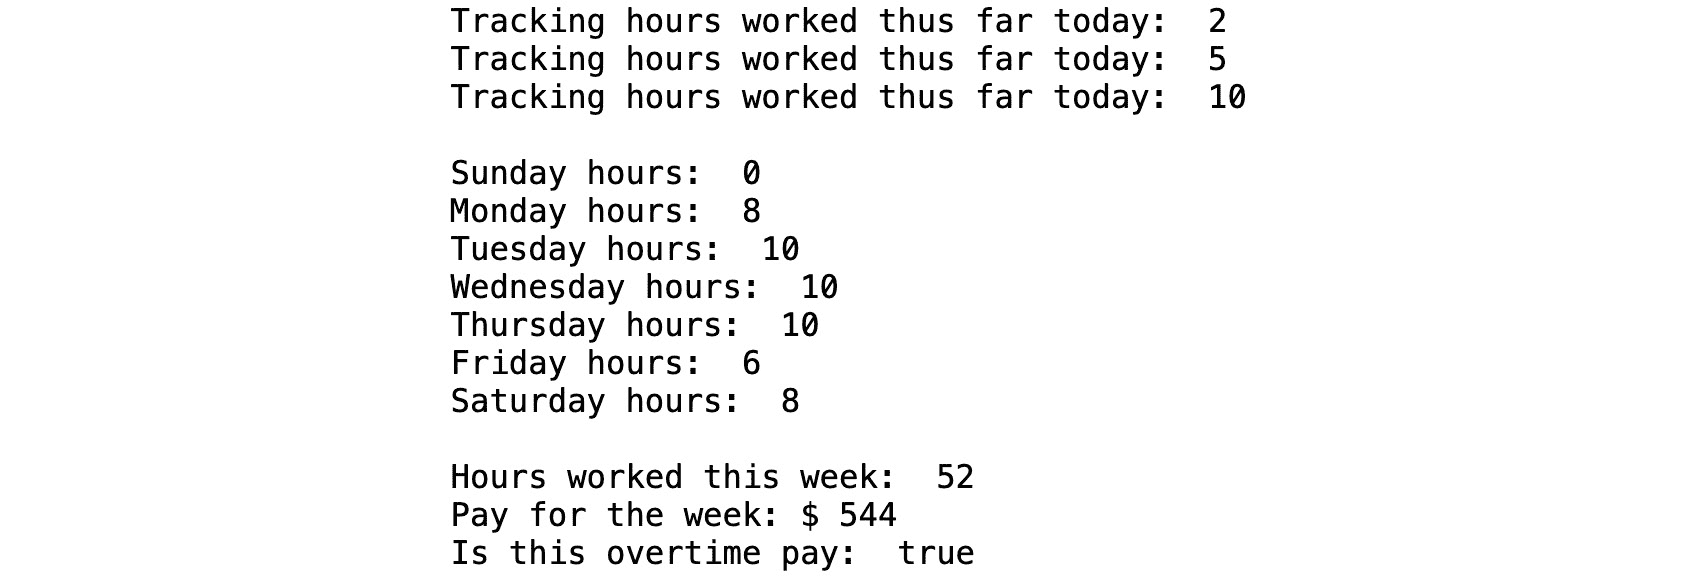 Tracking hours worked thus far today:  2
Tracking hours worked thus far today:  5
Tracking hours worked thus far today:  10
Sunday hours:  0
Monday hours:  8
Tuesday hours:  10
Wednesday hours:  10
Thursday hours:  10
Friday hours:  6
Saturday hours:  8
Hours worked this week:  52
Pay for the week: $ 544
Is this overtime pay:  true